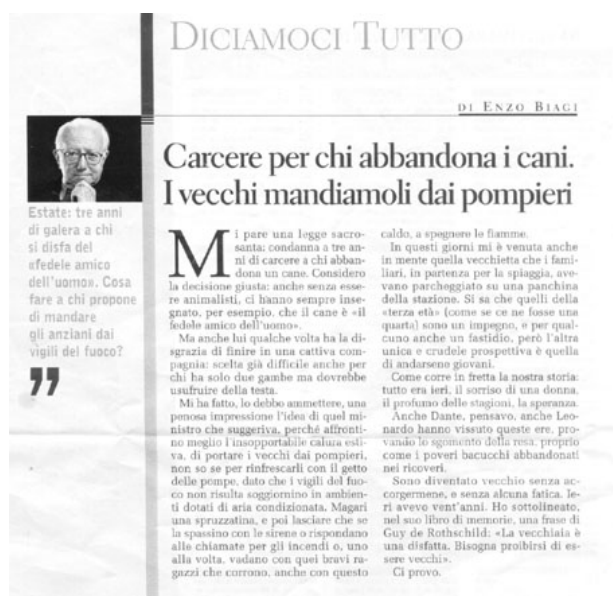 DICIAMOCI TUTTO
DI ENZO BIAGI
Carcere per chi abbandona i cani.
I vecchi mandiamoli dai pompieri
Estate: tre anni
di galera a chi
si disfa del
«fedele amico
dell'uomo». Cosa
fare a chi propone
di mandare
gli anziani dai
vigili del fuoco?
"
Mi pare una legge sacro-
santa: condanna a tre an-
ni di carcere a chi abban-
dona un cane. Considero
la decisione giusta: anche senza esse-
re animalisti, ci hanno sempre inse-
gnato, per esempio, che il cane è «il
fedele amico dell'uomo».
Ma anche lui qualche volta ha la di-
sgrazia di finire in una cattiva com-
pagnia: scelta già difficile anche per
chi ha solo due gambe ma dovrebbe
usufruire della testa.
Mi ha fatto, lo debbo ammettere, una
penosa impressione l'idea di quel mi-
nistro che suggeriva, perché affronti-
no meglio l'insopportabile calura esti-
va, di portare i vecchi dai pompieri,
non so se per rinfrescarli con il getto
delle pompe, dato che i vigili del fuo-
co non risulta soggiornino in ambien-
ti dotati di aria condizionata. Magari
una spruzzatina, e poi lasciare che se
la spassino con le sirene o rispondano
alle chiamate per gli incendi o, uno
alla volta, vadano con quei bravi ra-
gazzi che corrono, anche con questo
caldo, a spegnere le fiamme.
In questi giorni mi è venuta anche
in mente quella vecchietta che i fami-
liari, in partenza per la spiaggia, ave-
vano parcheggiato su una panchina
della stazione. Si sa che quelli della
«terza età» (come se ce ne fosse una
quarta) sono un impegno, e per qual-
cuno anche un fastidio, però l'altra
unica e crudele prospettiva è quella
di andarsene giovani.
Come corre in fretta la nostra storia:
tutto era ieri, il sorriso di una donna,
il profumo delle stagioni, la speranza.
Anche Dante, pensavo, anche Leo-
nardo hanno vissuto queste ere, pro-
vando lo sgomento della resa, proprio
come i poveri bacucchi abbandonati
nei ricoveri.
Sono diventato vecchio senza ac-
corgermene, e senza alcuna fatica. Ie-
ri avevo vent'anni. Ho sottolineato,
nel suo libro di memorie, una frase di
Guy de Rothschild: «La vecchiaia è
una disfatta. Bisogna proibirsi di es-
sere vecchi».
Ci provo.